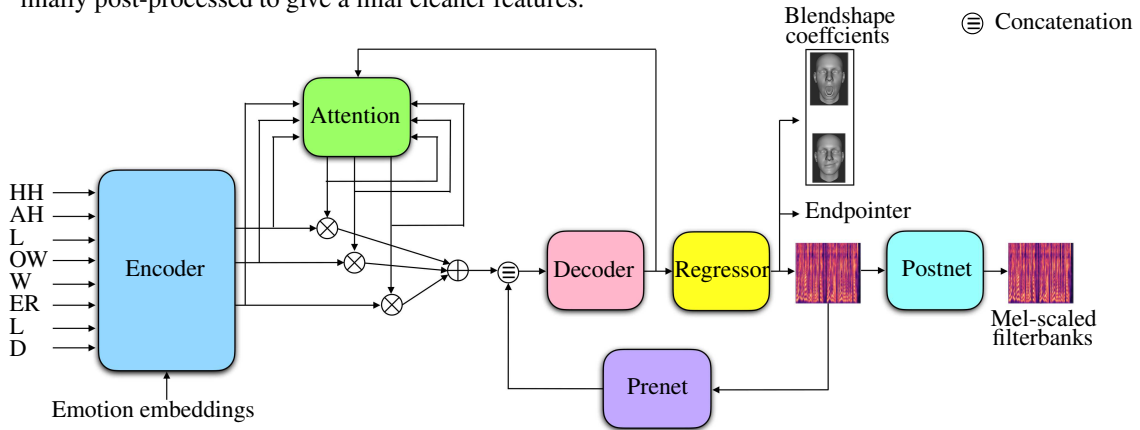 finally post-processed to give a final cleaner features.
Blendshape
coeffcients
Concatenation
Attention
HH
AH
L
OW
W
ER
L
D
Encoder
Endpointer
Decoder
Regressor
Postnet
Mel-scaled
filterbanks
Prenet
Emotion embeddings